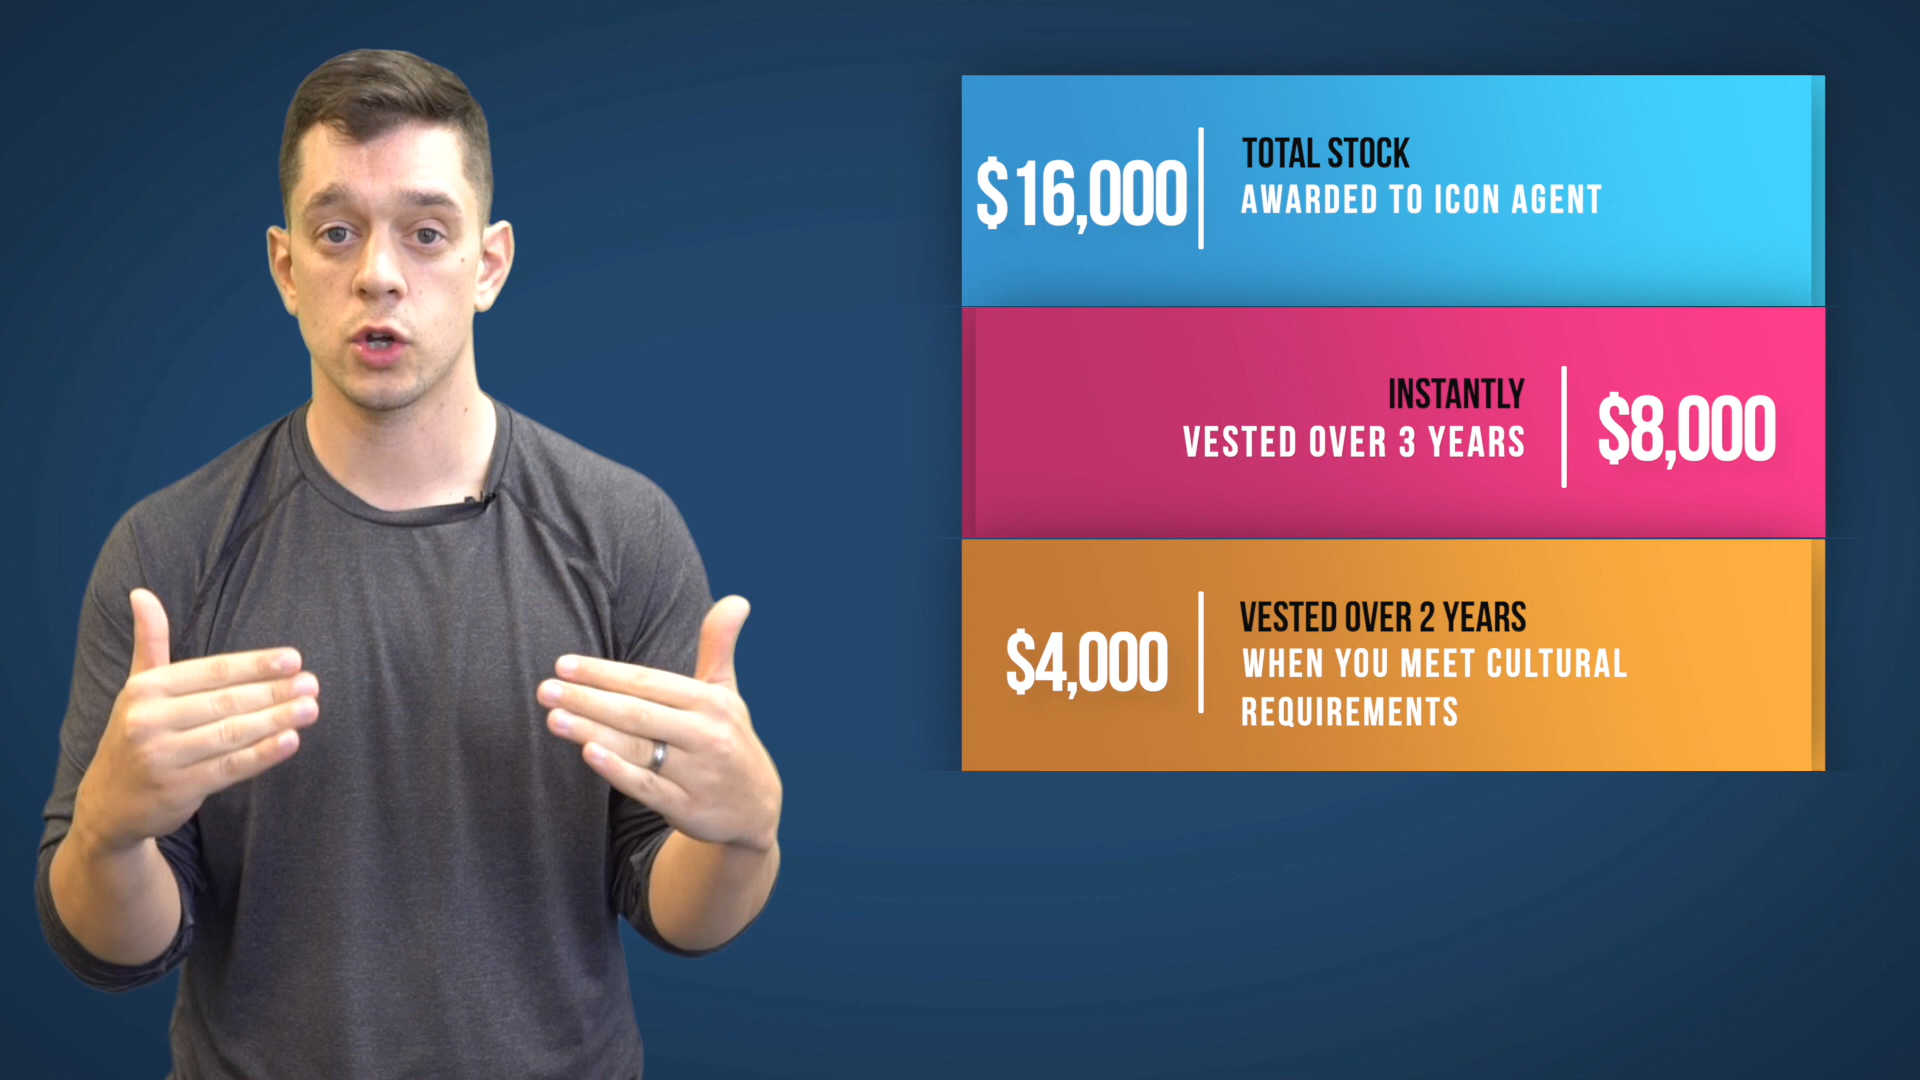 $16,000
TOTAL STOCK
AWARDED TO ICON AGENT
INSTANTLY
VESTED OVER 3 YEARS
$8,000
$4,000
VESTED OVER 2 YEARS
WHEN YOU MEET CULTURAL
REQUIREMENTS